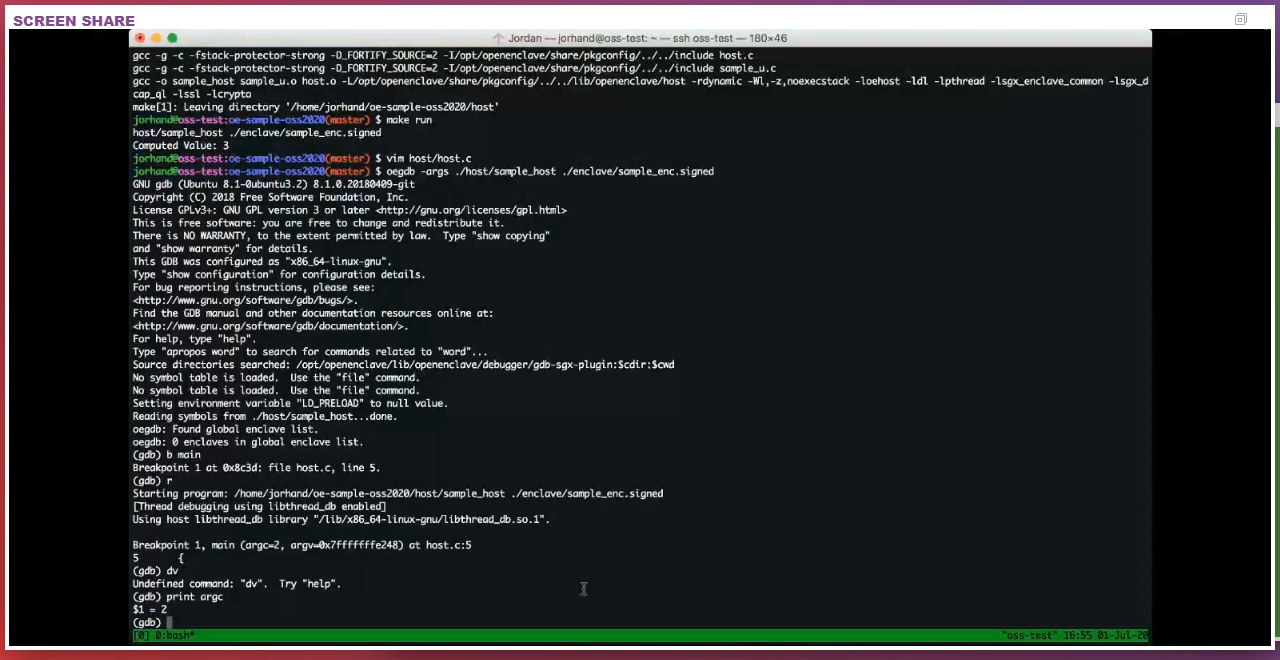 SCREEN SHARE
Jordan — jorhand@oss-test: ~ — ssh oss-test — 180×46
gcc -g -c -fstack-protector-strong -D_FORTIFY_SOURCE=2 -I/opt/openenclave/share/pkgconfig/../../include host.c
gcc -g -c -fstack-protector-strong -D_FORTIFY_SOURCE=2 -I/opt/openenclave/share/pkgconfig/../../include sample_u.c
gcc -o sample_host sample_u.o host.o -L/opt/openenclave/share/pkgconfig/../../lib/openenclave/host -rdynamic -Wl,-z,noexecstack -loehost -ldl -lpthread -lsgx_enclave_common -lsgx_d
cap_ql -lssl -lcrypto
make[1]: Leaving directory '/home/jorhand/oe-sample-oss2020/host'
jorhand@oss-test:oe-sample-oss2020(master) $ make run
host/sample_host ./enclave/sample_enc.signed
Computed Value: 3
jorhand@oss-test:oe-sample-oss2020(master) $ vim host/host.c
jorhand@oss-test:oe-sample-oss2020(master) $ oegdb -args ./host/sample_host ./enclave/sample_enc.signed
GNU gdb (Ubuntu 8.1-0ubuntu3.2) 8.1.0.20180409-git
Copyright (C) 2018 Free Software Foundation, Inc.
License GPLv3+: GNU GPL version 3 or later <http://gnu.org/licenses/gpl.html>
This is free software: you are free to change and redistribute it.
There is NO WARRANTY, to the extent permitted by law.  Type "show copying"
and "show warranty" for details.
This GDB was configured as "x86_64-linux-gnu".
Type "show configuration" for configuration details.
For bug reporting instructions, please see:
<http://www.gnu.org/software/gdb/bugs/>.
Find the GDB manual and other documentation resources online at:
<http://www.gnu.org/software/gdb/documentation/>.
For help, type "help".
Type "apropos word" to search for commands related to "word"...
Source directories searched: /opt/openenclave/lib/openenclave/debugger/gdb-sgx-plugin:$cdir:$cwd
No symbol table is loaded.  Use the "file" command.
No symbol table is loaded.  Use the "file" command.
Setting environment variable "LD_PRELOAD" to null value.
Reading symbols from ./host/sample_host...done.
oegdb: Found global enclave list.
oegdb: 0 enclaves in global enclave list.
(gdb) b main
Breakpoint 1 at 0x8c3d: file host.c, line 5.
(gdb) r
Starting program: /home/jorhand/oe-sample-oss2020/host/sample_host ./enclave/sample_enc.signed
[Thread debugging using libthread_db enabled]
Using host libthread_db library "/lib/x86_64-linux-gnu/libthread_db.so.1".
Breakpoint 1, main (argc=2, argv=0x7fffffffe248) at host.c:5
5 {
(gdb) dv
Undefined command: "dv".  Try "help".
(gdb) print argc
$1 = 2
(gdb)
[0] 0:bash* "oss-test" 16:55 01-Jul-20